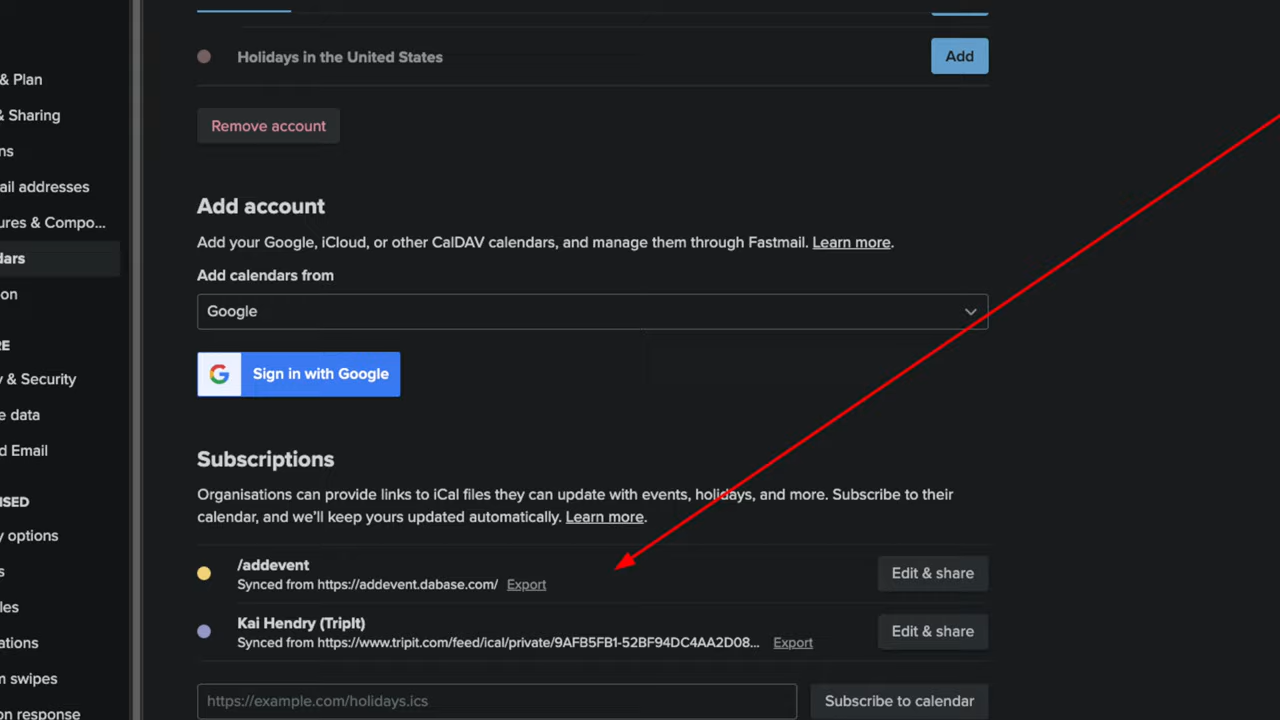 Holidays in the United States
Add
& Plan
& Sharing
Remove account
ns
ail addresses
Add account
ures & Compo...
Add your Google, iCloud, or other CalDAV calendars, and manage them through Fastmail. Learn more.
dars
Add calendars from
on
Google
RE
y & Security
Sign in with Google
e data
d Email
Subscriptions
Organisations can provide links to iCal files they can update with events, holidays, and more. Subscribe to their
calendar, and we'll keep yours updated automatically. Learn more.
ISED
y options
/addevent
Synced from https://addevent.dabase.com/ Export
Edit & share
s
les
Kai Hendry (TripIt)
Synced from https://www.tripit.com/feed/ical/private/9AFB5FB1-52BF94DC4AA2D08... Export
Edit & share
ations
m swipes
https://example.com/holidays.ics
Subscribe to calendar
on response